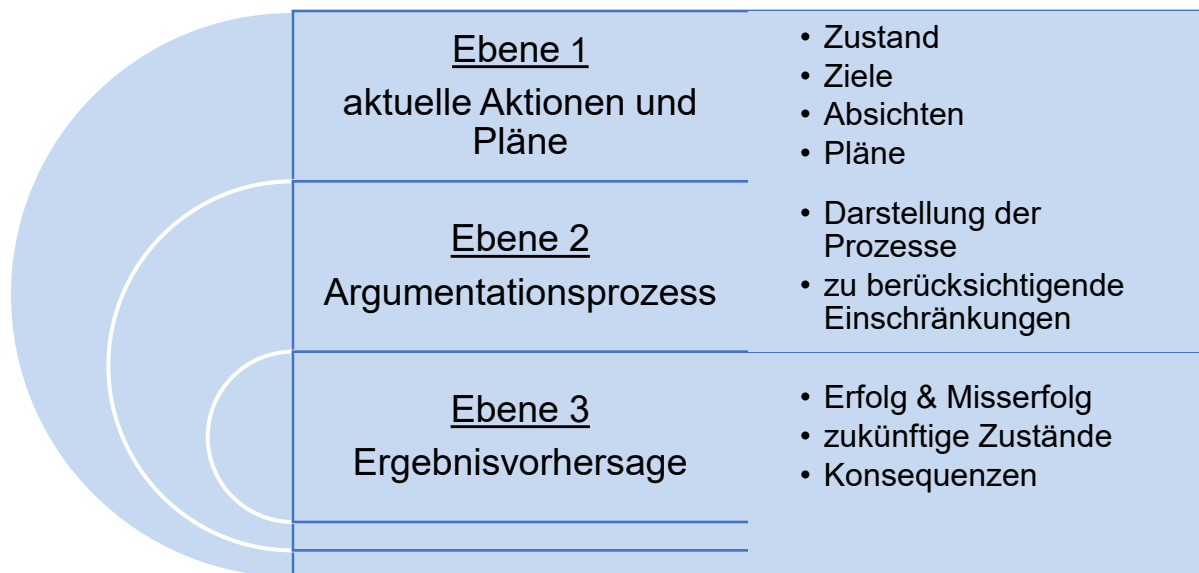 Ebene 1
aktuelle Aktionen und
Pläne
• Zustand
• Ziele
• Absichten
• Pläne
Ebene 2
Argumentationsprozess
• Darstellung der
Prozesse
• zu berücksichtigende
Einschränkungen
Ebene 3
Ergebnisvorhersage
• Erfolg & Misserfolg
• zukünftige Zustände
• Konsequenzen